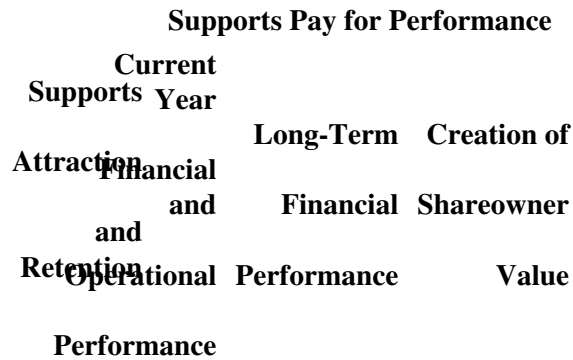 Supports Pay for Performance
Supports
Attraction
and
Retention
Current
Year
Financial
and
Operational
Performance
Long-Term
Financial
Performance
Creation of
Shareowner
Value